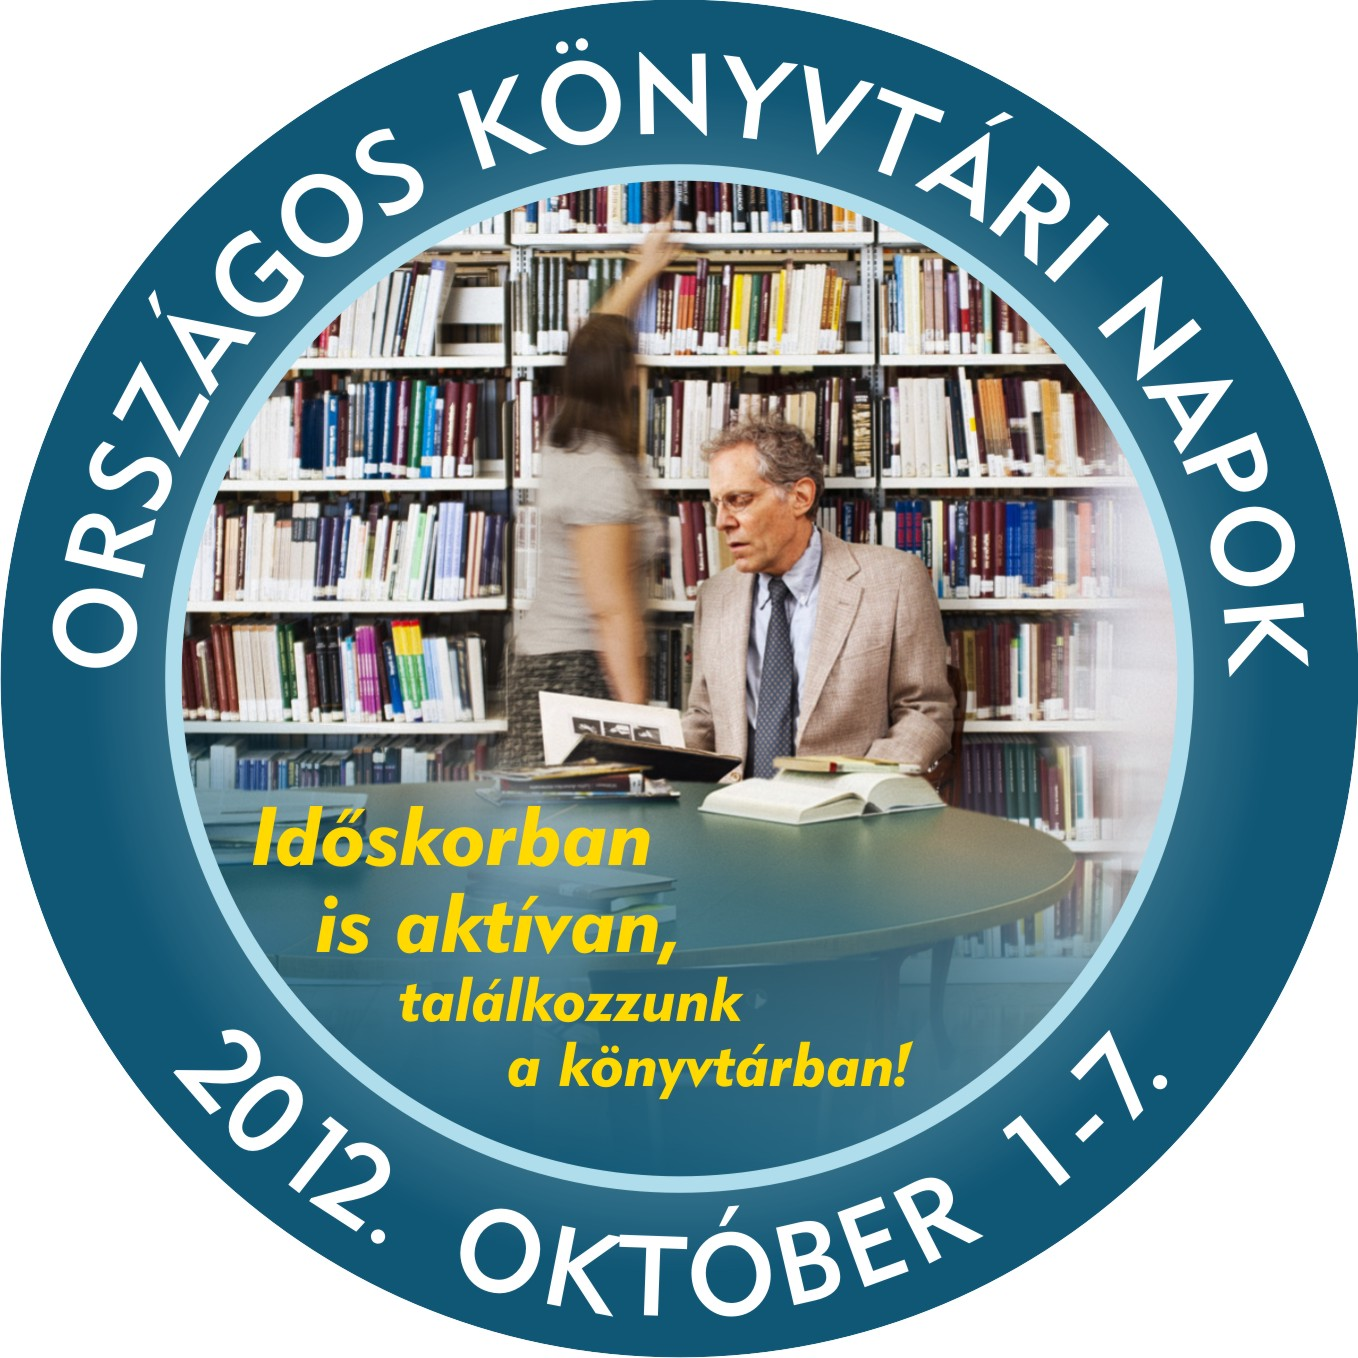 ORSZÁGOS KÖNYVTÁRI NAPOK
Időskorban
is aktívan,
találkozzunk
a könyvtárban!
2012. OKTÓBER 1-7.